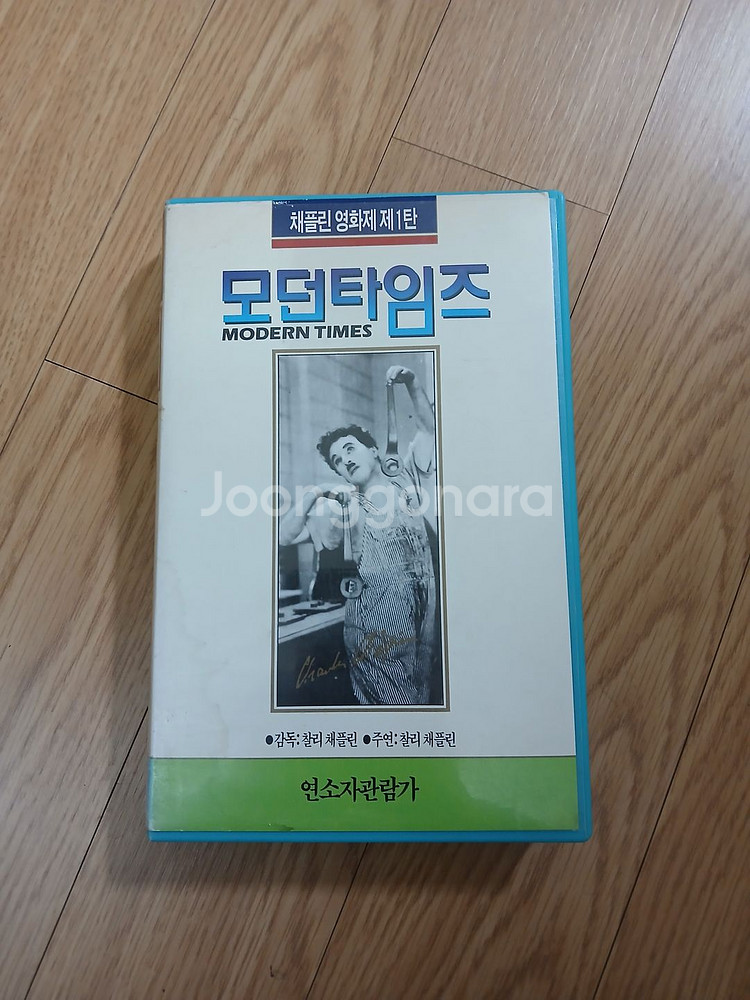 채플린 영화제 제1탄
모던타임즈
MODERN TIMES
Joonggonara
●감독: 찰리 채플린 ●주연: 찰리 채플린
연소자관람가